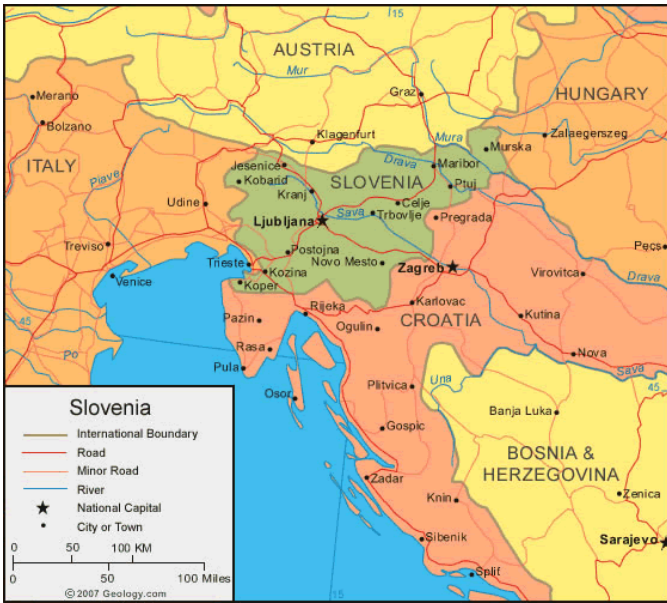 15
AUSTRIA
Mur
Graz
HUNGARY
Merano
Bolzano
Klagenfurt
Mura
Zalaegerszeg
ITALY
Jesenice
Drava
Maribor
Murska
Kobarid
SLOVENIA
Piave
Kranj
Ptuj
Udine
Celje
Ljubljana
Sava
Trbovlje
Pregrada
Treviso
Postojna
Pecs
Trieste
Novo Mesto
Zagreb
Kozina
Virovitca
Venice
Koper
Drava
Rijeka
Karlovac
45
Pazin
CROATIA
Kutina
Ogulin
Po
Rasa
Nova
Pula
Sava
Una
45
Plitvica
Osor
Banja Luka
Gospic
BOSNIA &
HERZEGOVINA
Zadar
Zenica
Knin
Sibenik
Sarajevo
Split
15
Slovenia
International Boundary
Road
Minor Road
River
National Capital
City or Town
0 50 100 KM
0 50 100 Miles
© 2007 Geology.com